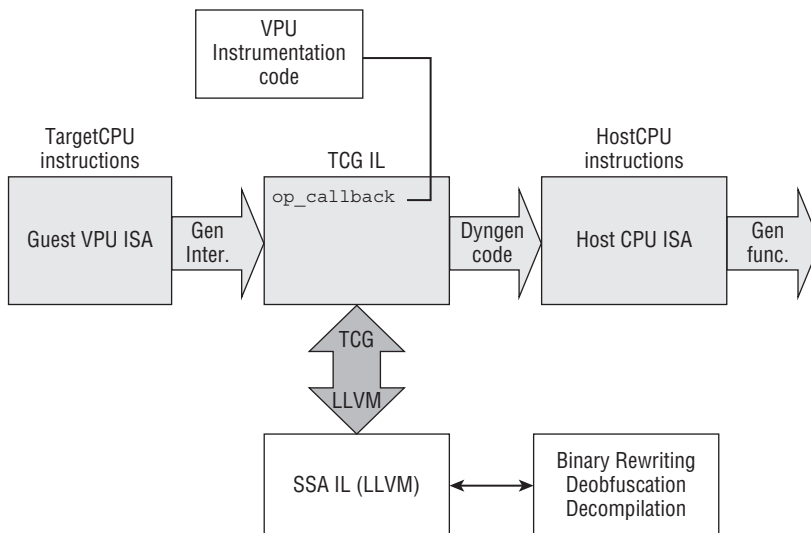 VPU
Instrumentation
code
TargetCPU
instructions
TCG IL
HostCPU
instructions
op_callback
Guest VPU ISA
Gen
Inter.
Dyngen
code
Host CPU ISA
Gen
func.
TCG
LLVM
SSA IL (LLVM)
Binary Rewriting
Deobfuscation
Decompilation